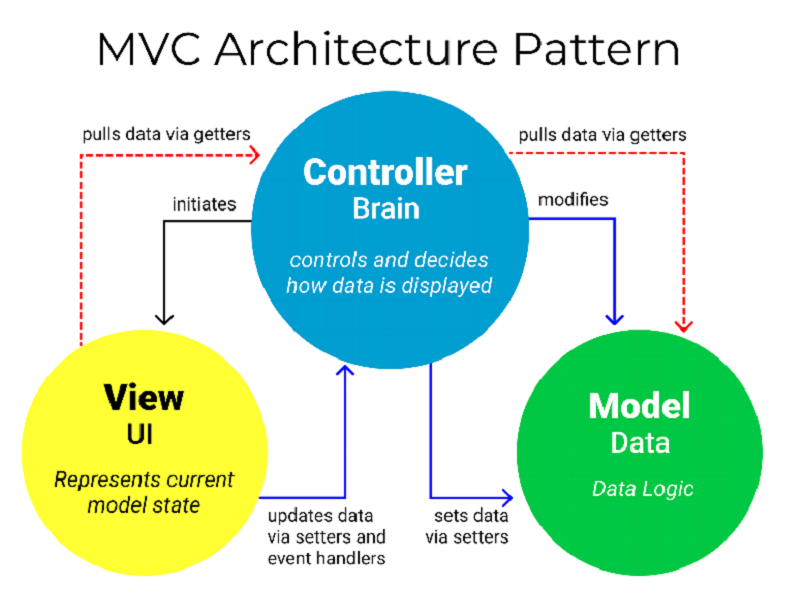 MVC Architecture Pattern
pulls data via getters
pulls data via getters
Controller
Brain
controls and decides
how data is displayed
initiates
modifies
View
UI
Represents current
model state
Model
Data
Data Logic
updates data
via setters and
event handlers
sets data
via setters